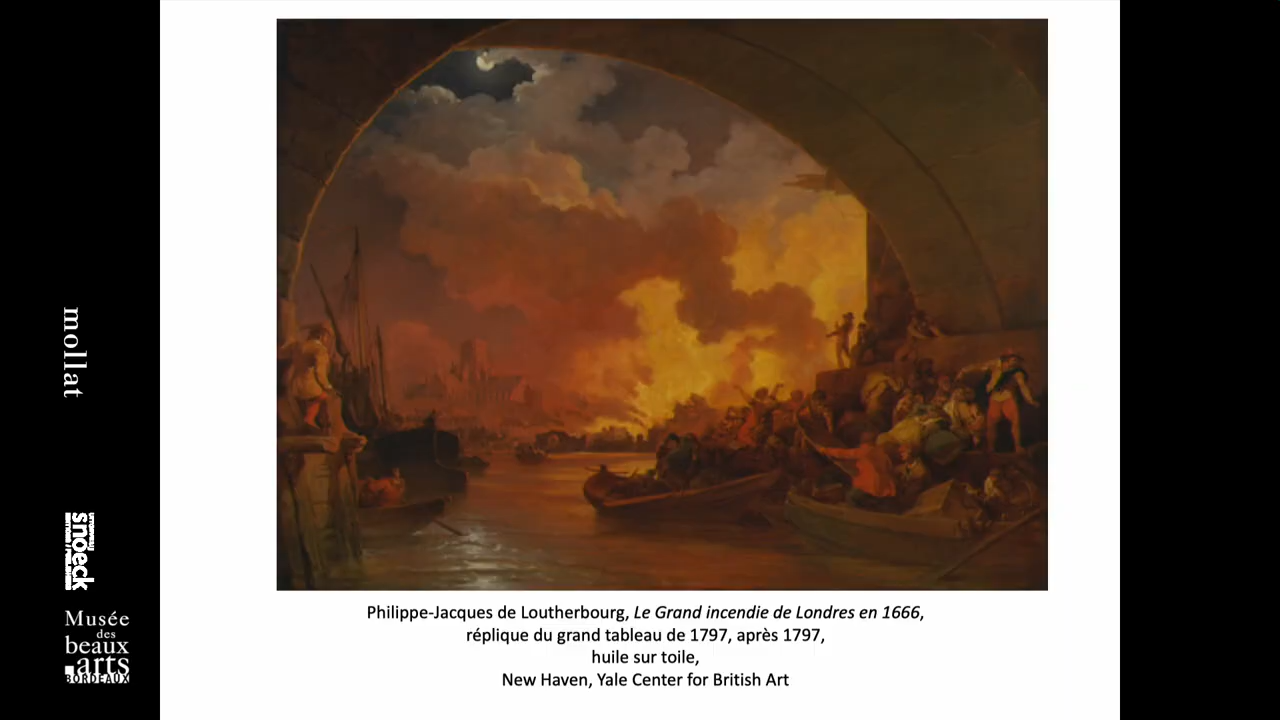 mollat
snoeck
Musée
des
beaux
.arts
BORDEAUX
Philippe-Jacques de Loutherbourg, Le Grand incendie de Londres en 1666,
réplique du grand tableau de 1797, après 1797,
huile sur toile,
New Haven, Yale Center for British Art